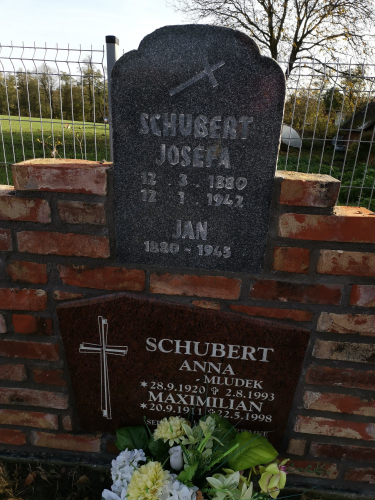 SCHUBERT
JOSEFA
12 . 3 . 1880
12 . 1 . 1942
JAN
1880 - 1945
SCHUBERT
ANNA
- MLUDEK
*28.9.1920 †2.8.1993
MAXIMILIAN
*20.9.1911 †22.5.1998